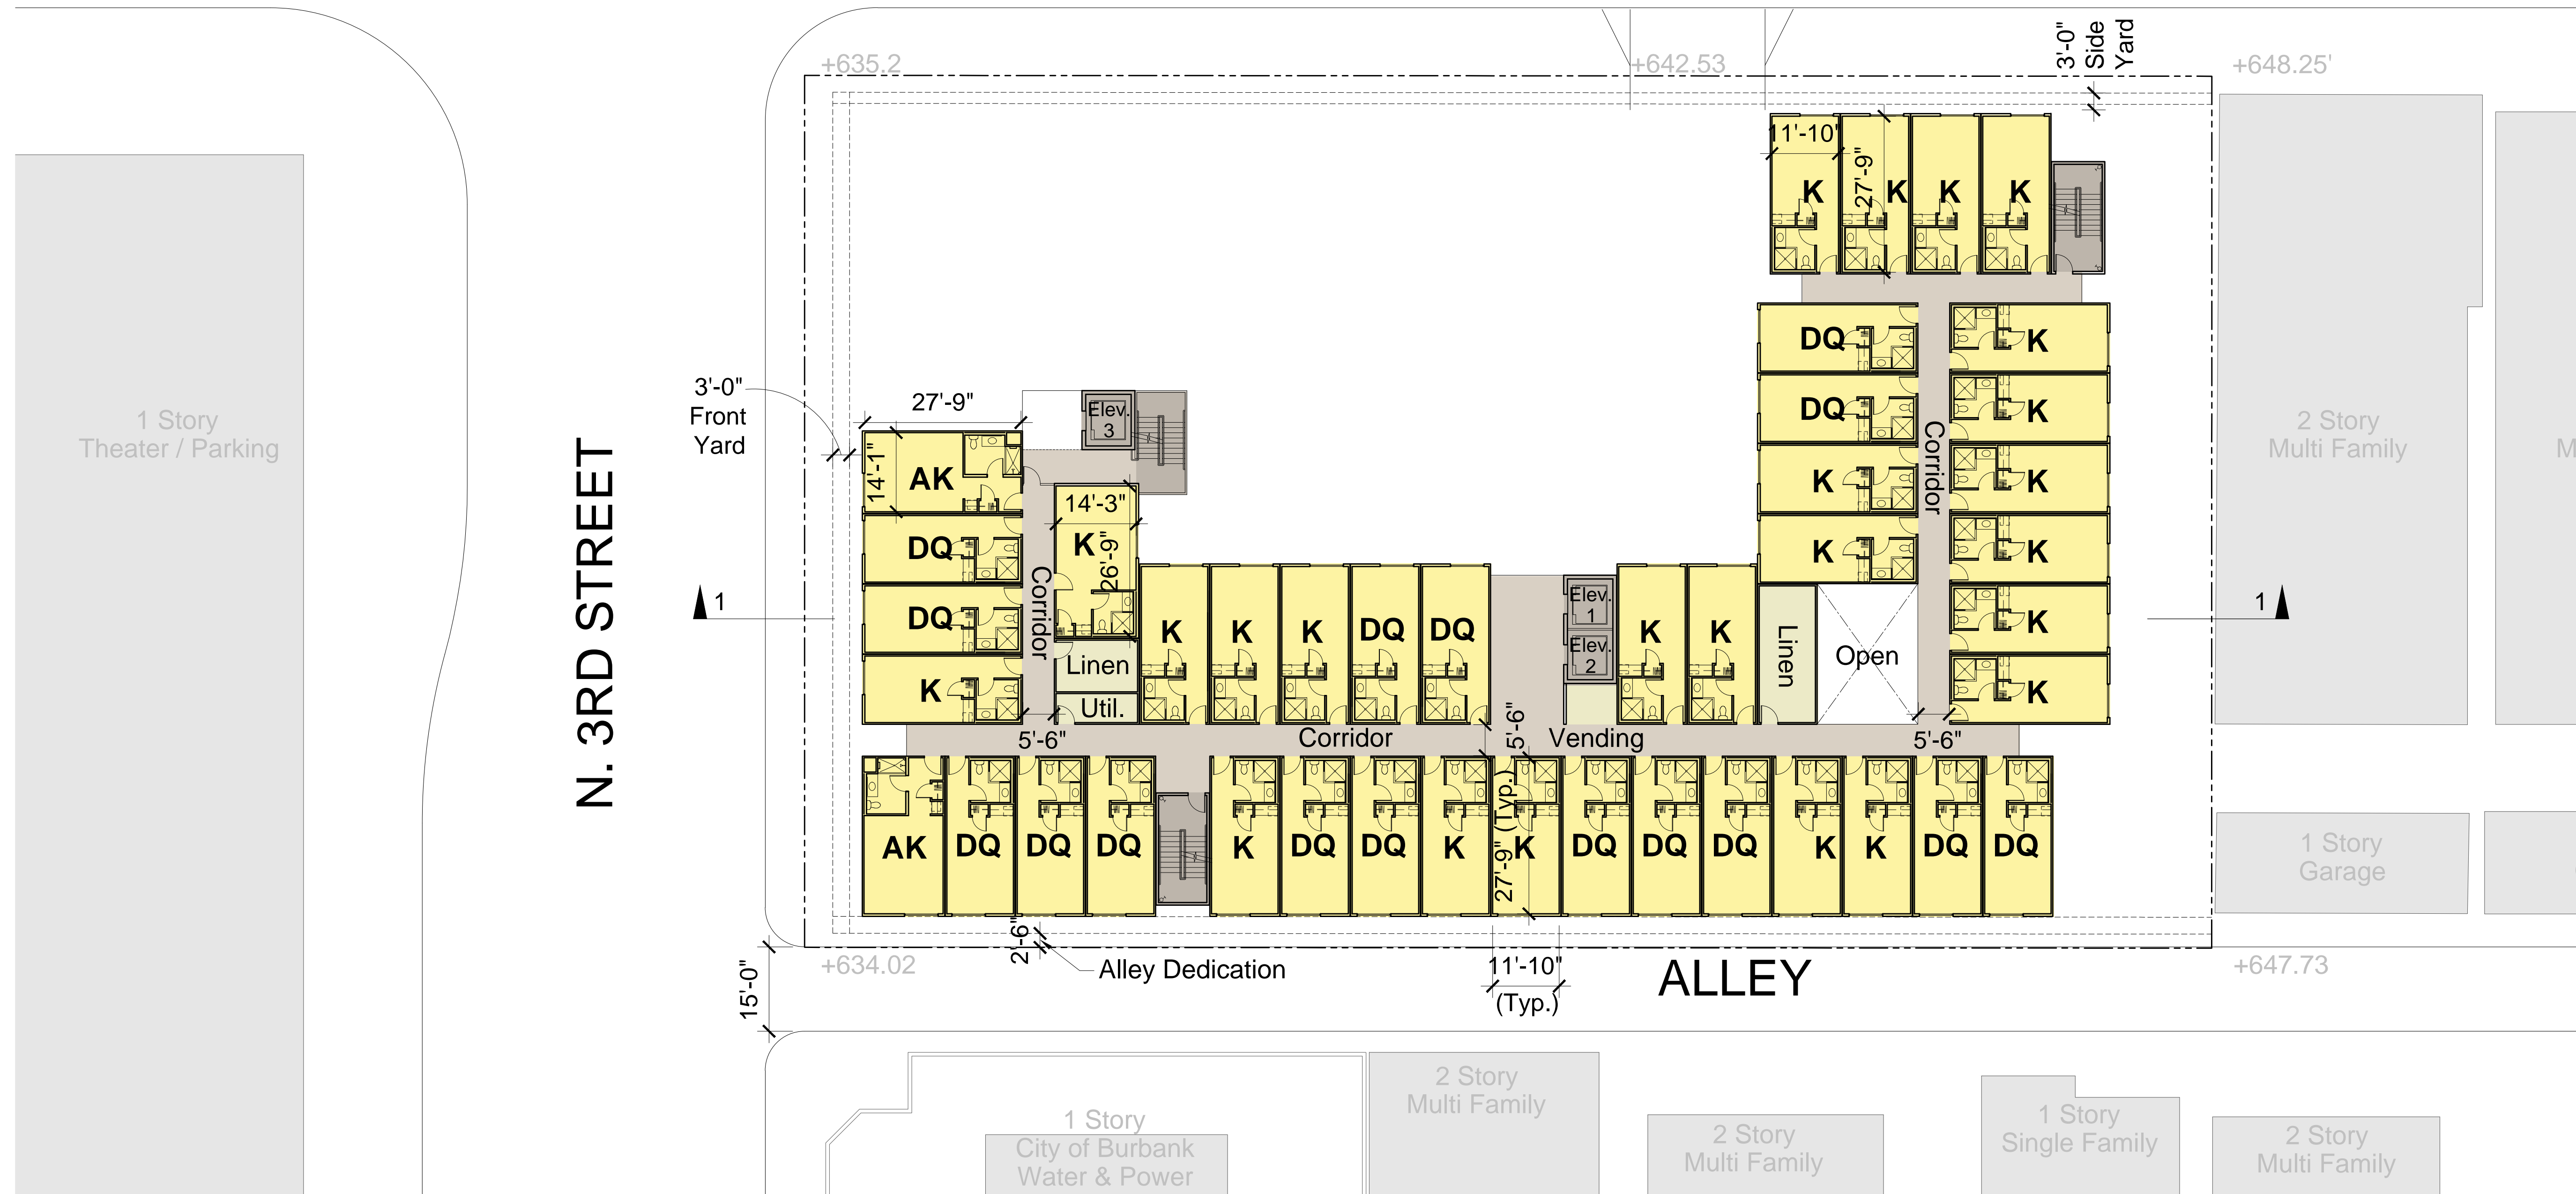 3'-0"
Side
Yard
+635.2
+642.53
+648.25'
11'-10"
27'-9"
K
K
K
K
3'-0"
Front
Yard
27'-9"
Elev.
3
14'-1"
AK
14'-3"
K
26'-9"
DQ
DQ
K
Corridor
Linen
Util.
K
K
K
DQ
DQ
Elev.
1
Elev.
2
K
K
Linen
Open
DQ
DQ
K
K
Corridor
K
K
K
K
K
K
1 Story
Theater / Parking
2 Story
Multi Family
M
N. 3RD STREET
1
1
5'-6"
Corridor
5'-6"
Vending
5'-6"
AK
DQ
DQ
DQ
K
DQ
DQ
K
27'-9" (Typ.)
K
DQ
DQ
DQ
K
K
DQ
DQ
1 Story
Garage
2'-6"
Alley Dedication
+634.02
15'-0"
11'-10"
(Typ.)
ALLEY
+647.73
1 Story
City of Burbank
Water & Power
2 Story
Multi Family
2 Story
Multi Family
1 Story
Single Family
2 Story
Multi Family